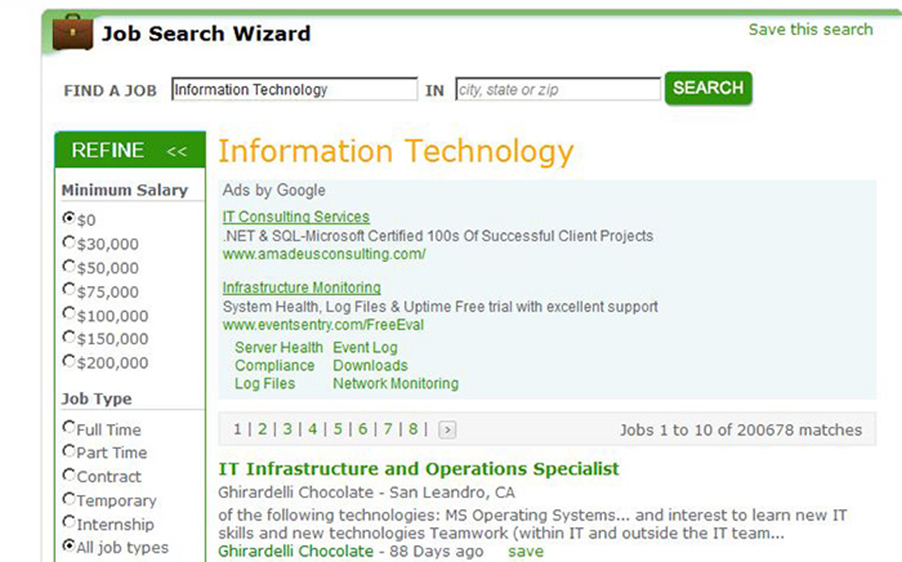 Job Search Wizard
Save this search
FIND A JOB Information Technology IN city, state or zip SEARCH
REFINE <<
Minimum Salary
$0
$30,000
$50,000
$75,000
$100,000
$150,000
$200,000
Job Type
Full Time
Part Time
Contract
Temporary
Internship
All job types
Information Technology
Ads by Google
IT Consulting Services
.NET & SQL-Microsoft Certified 100s Of Successful Client Projects
www.amadeusconsulting.com/
Infrastructure Monitoring
System Health, Log Files & Uptime Free trial with excellent support
www.eventsentry.com/FreeEval
Server Health Event Log
Compliance Downloads
Log Files Network Monitoring
1 | 2 | 3 | 4 | 5 | 6 | 7 | 8 | >
Jobs 1 to 10 of 200678 matches
IT Infrastructure and Operations Specialist
Ghirardelli Chocolate - San Leandro, CA
of the following technologies: MS Operating Systems... and interest to learn new IT
skills and new technologies Teamwork (within IT and outside the IT team...
Ghirardelli Chocolate - 88 Days ago save